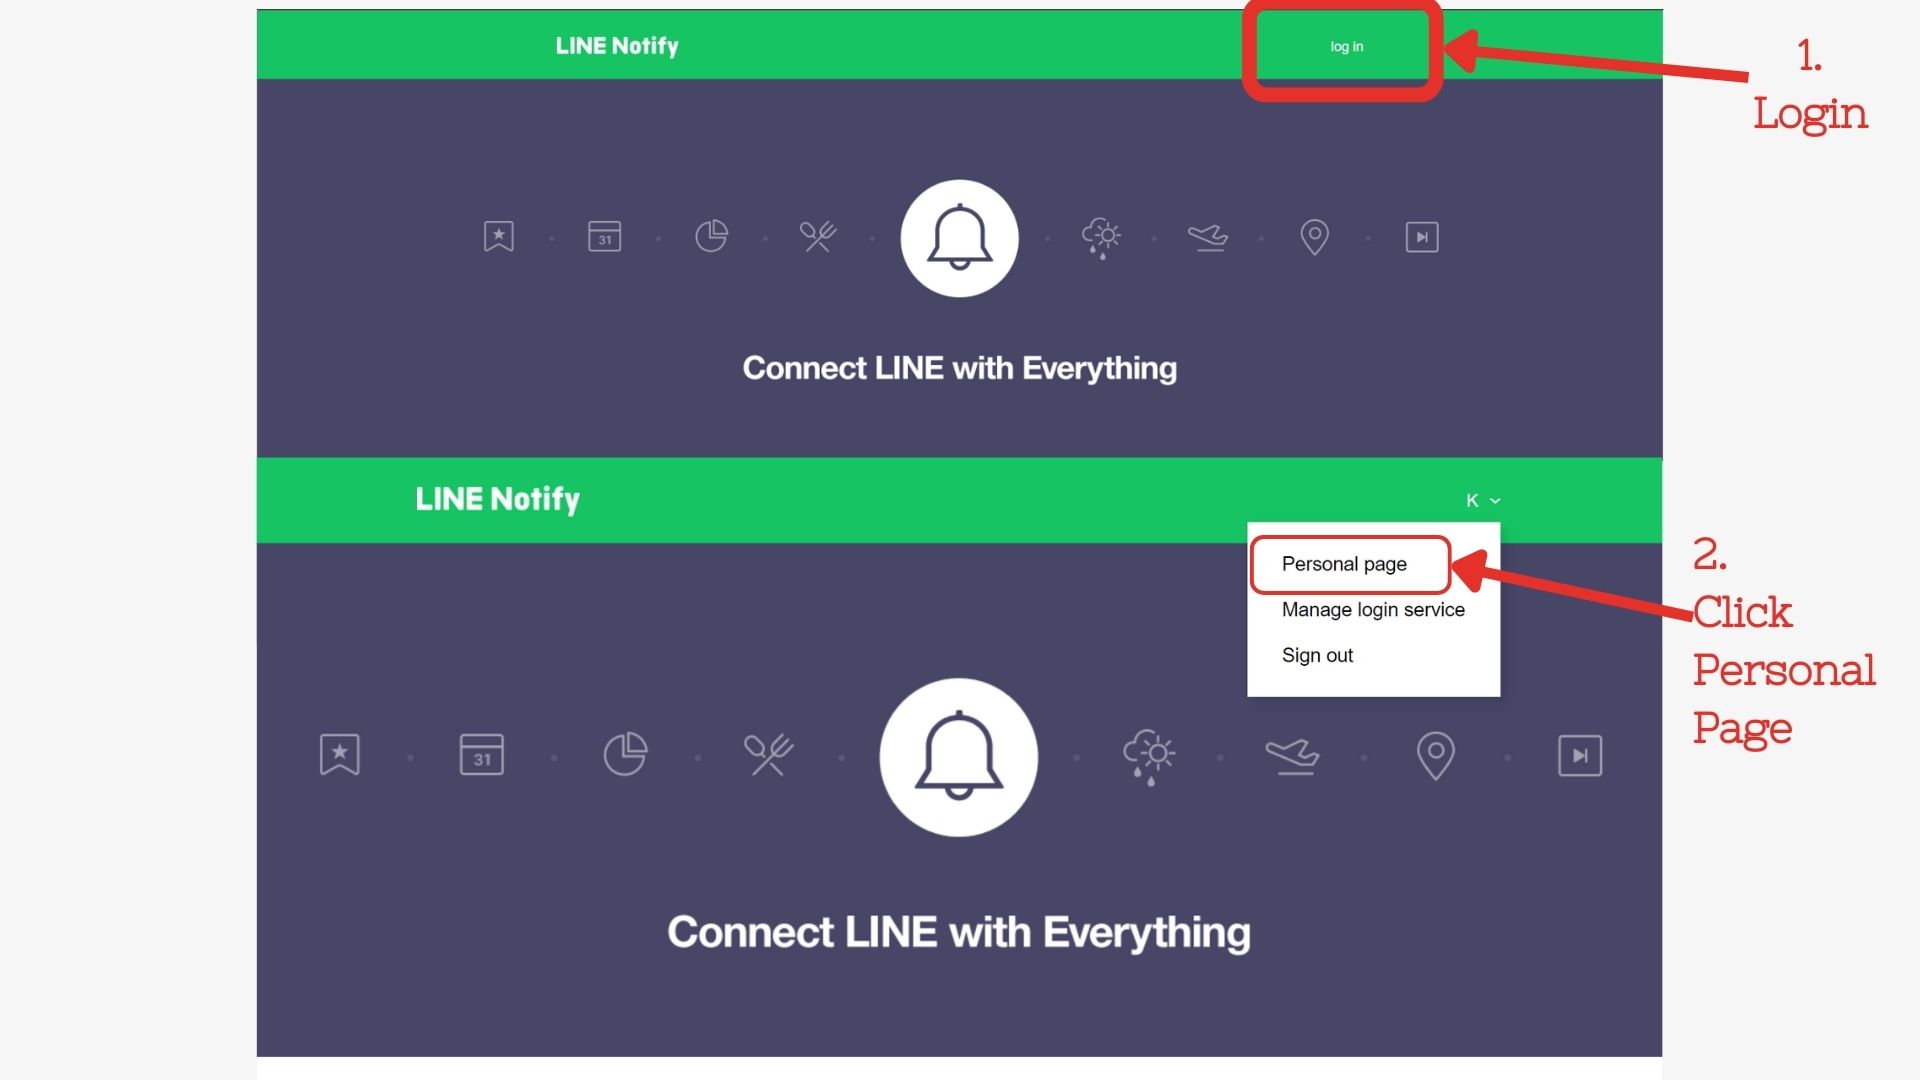 LINE Notify
log in
1.
Login
31
Connect LINE with Everything
LINE Notify
K
Personal page
Manage login service
Sign out
2.
Click
Personal
Page
31
Connect LINE with Everything